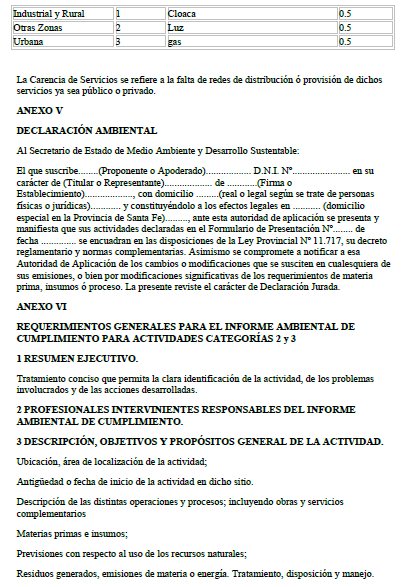 Industrial y Rural 1 Cloaca 0.5
Otras Zonas 2 Luz 0.5
Urbana 3 gas 0.5
La Carencia de Servicios se refiere a la falta de redes de distribución ó provisión de dichos
servicios ya sea público o privado.
ANEXO V
DECLARACIÓN AMBIENTAL
Al Secretario de Estado de Medio Ambiente y Desarrollo Sustentable:
El que suscribe........(Proponente o Apoderado).................. D.N.I. Nº....................... en su
carácter de (Titular o Representante).................... de ............(Firma o
Establecimiento)..................., con domicilio .........(real o legal según se trate de personas
físicas o jurídicas)............ y constituyéndolo a los efectos legales en ........... (domicilio
especial en la Provincia de Santa Fe)........., ante esta autoridad de aplicación se presenta y
manifiesta que sus actividades declaradas en el Formulario de Presentación Nº........ de
fecha .............. se encuadran en las disposiciones de la Ley Provincial Nº 11.717, su decreto
reglamentario y normas complementarias. Asimismo se compromete a notificar a esa
Autoridad de Aplicación de los cambios o modificaciones que se susciten en cualesquiera de
sus emisiones, o bien por modificaciones significativas de los requerimientos de materia
prima, insumos ó proceso. La presente reviste el carácter de Declaración Jurada.
ANEXO VI
REQUERIMIENTOS GENERALES PARA EL INFORME AMBIENTAL DE
CUMPLIMIENTO PARA ACTIVIDADES CATEGORÍAS 2 y 3
1 RESUMEN EJECUTIVO.
Tratamiento conciso que permita la clara identificación de la actividad, de los problemas
involucrados y de las acciones desarrolladas.
2 PROFESIONALES INTERVINIENTES RESPONSABLES DEL INFORME
AMBIENTAL DE CUMPLIMIENTO.
3 DESCRIPCIÓN, OBJETIVOS Y PROPÓSITOS GENERAL DE LA ACTIVIDAD.
Ubicación, área de localización de la actividad;
Antigüedad o fecha de inicio de la actividad en dicho sitio.
Descripción de las distintas operaciones y procesos; incluyendo obras y servicios
complementarios
Materias primas e insumos;
Previsiones con respecto al uso de los recursos naturales;
Residuos generados, emisiones de materia o energía. Tratamiento, disposición y manejo.